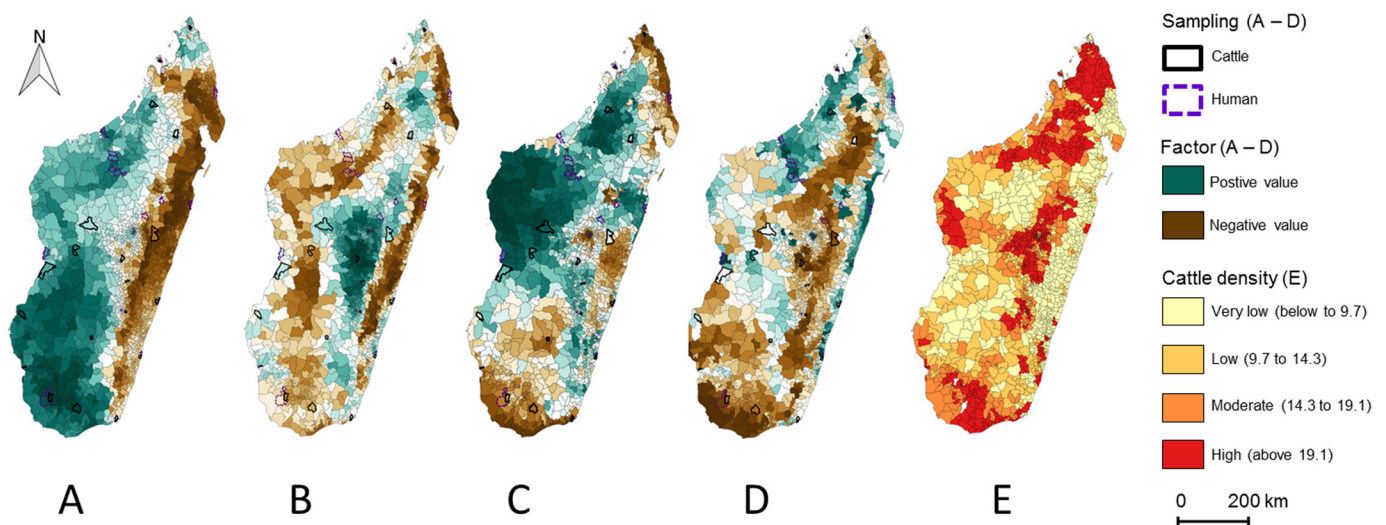 N
Sampling (A – D)
Cattle
Human
Factor (A – D)
Postive value
Negative value
Cattle density (E)
Very low (below to 9.7)
Low (9.7 to 14.3)
Moderate (14.3 to 19.1)
High (above 19.1)
0 200 km
A B C D E